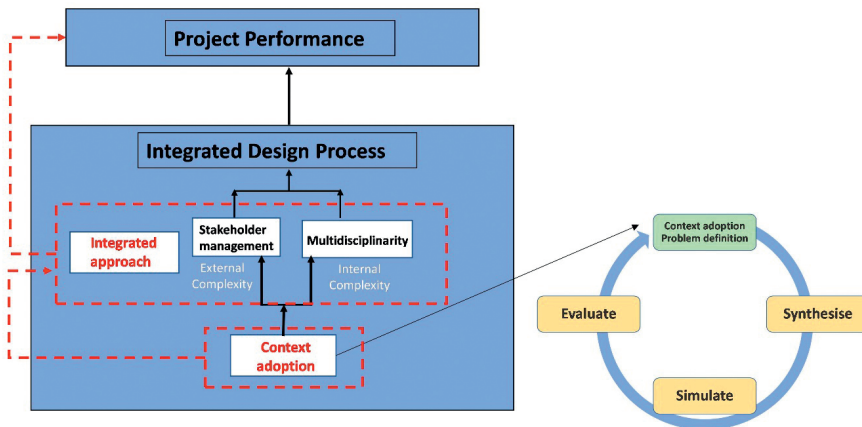 Project Performance
Integrated Design Process
Integrated
approach
Stakeholder
management
Multidisciplinarity
External
Complexity
Internal
Complexity
Context
adoption
Context adoption
Problem definition
Evaluate
Synthesise
Simulate